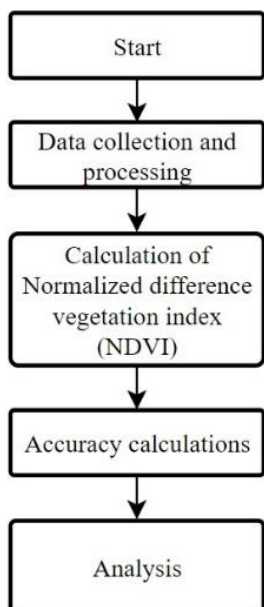 Start
Data collection and
processing
Calculation of
Normalized difference
vegetation index
(NDVI)
Accuracy calculations
Analysis